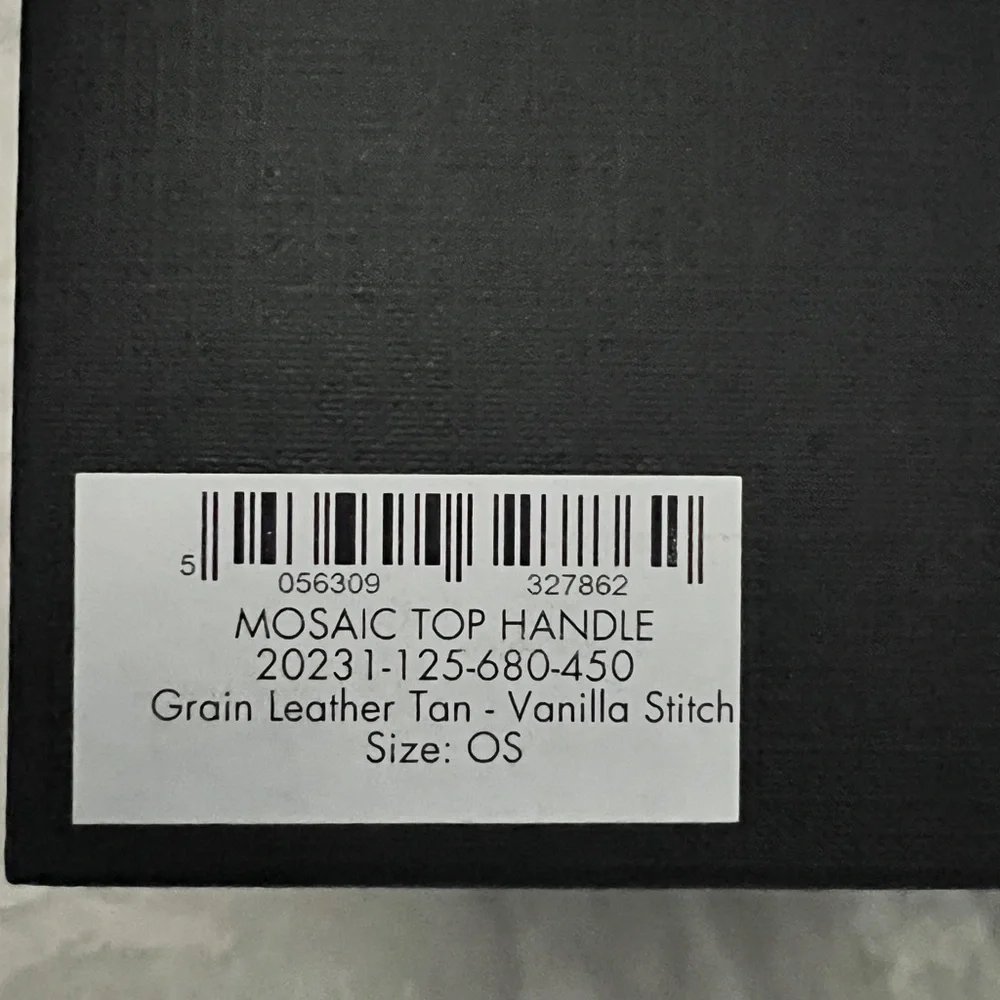 5 056309 327862
MOSAIC TOP HANDLE
20231-125-680-450
Grain Leather Tan - Vanilla Stitch
Size: OS